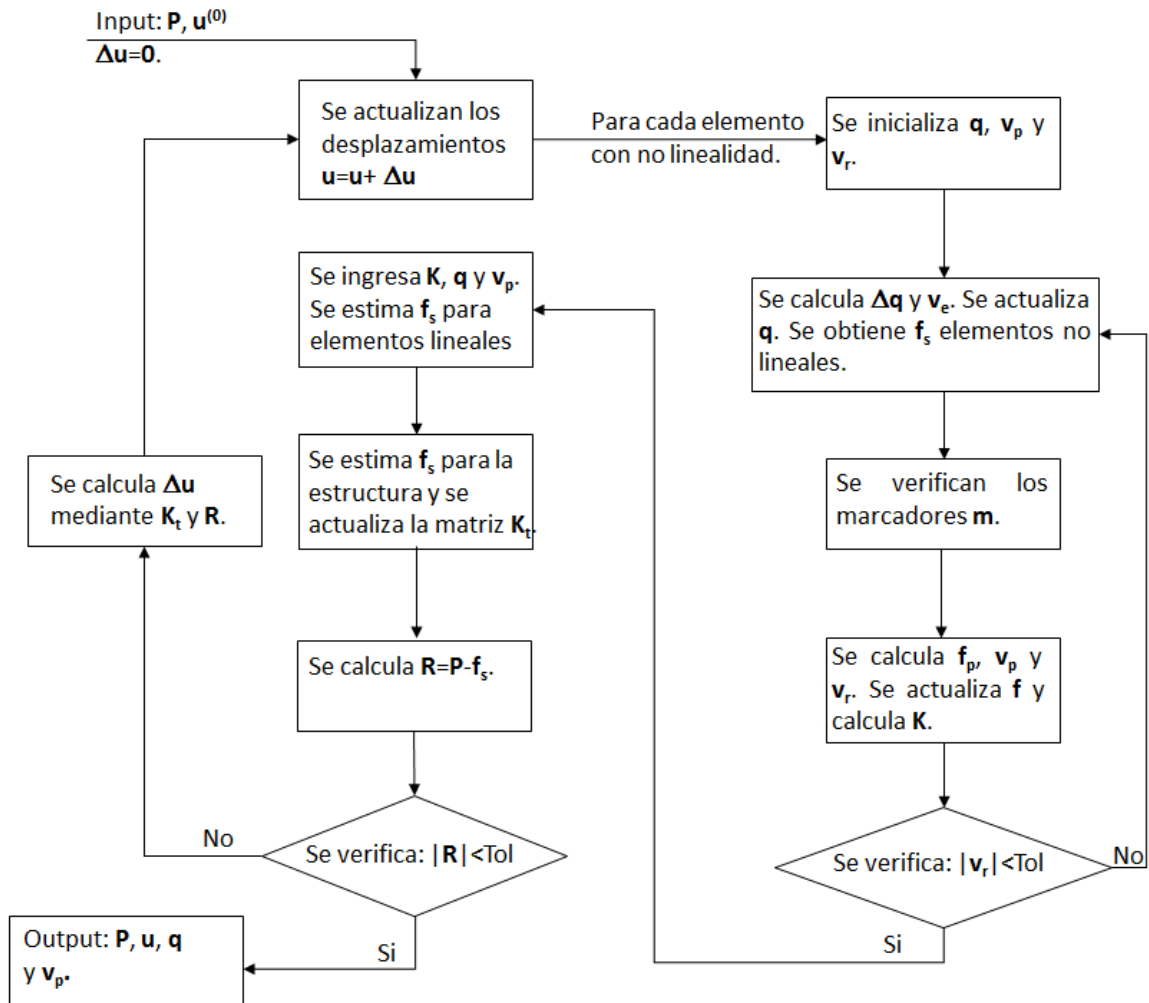 Input: P, u(0)
Δu=0.
Se actualizan los
desplazamientos
u=u+ Δu
Para cada elemento
con no linealidad.
Se inicializa q, vp y
vr.
Se calcula Δq y ve. Se actualiza
q. Se obtiene fs elementos no
lineales.
Se verifican los
marcadores m.
Se calcula fp, vp y
vr. Se actualiza f y
calcula K.
Se verifica: |vr|<Tol
No
Si
Se ingresa K, q y vp.
Se estima fs para
elementos lineales
Se estima fs para la
estructura y se
actualiza la matriz Kt.
Se calcula R=P-fs.
Se verifica: |R|<Tol
No
Se calcula Δu
mediante Kt y R.
Si
Output: P, u, q
y vp.